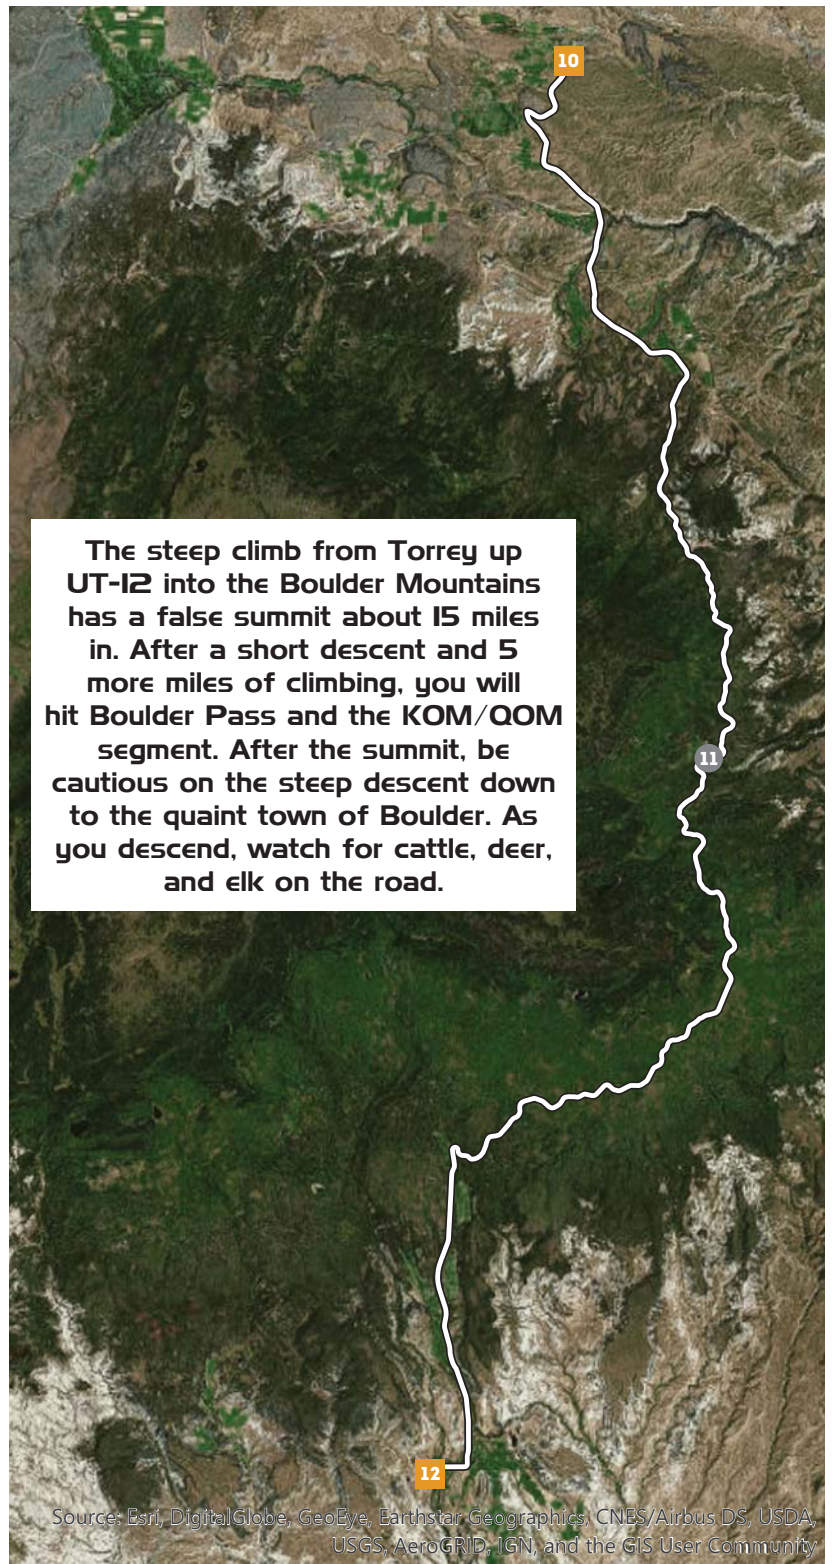 10
The steep climb from Torrey up
UT-12 into the Boulder Mountains
has a false summit about 15 miles
in. After a short descent and 5
more miles of climbing, you will
hit Boulder Pass and the KOM/QOM
segment. After the summit, be
cautious on the steep descent down
to the quaint town of Boulder. As
you descend, watch for cattle, deer,
and elk on the road.
11
12
Source: Esri, DigitalGlobe, GeoEye, Earthstar Geographics, CNES/Airbus DS, USDA,
USGS, AeroGRID, IGN, and the GIS User Community